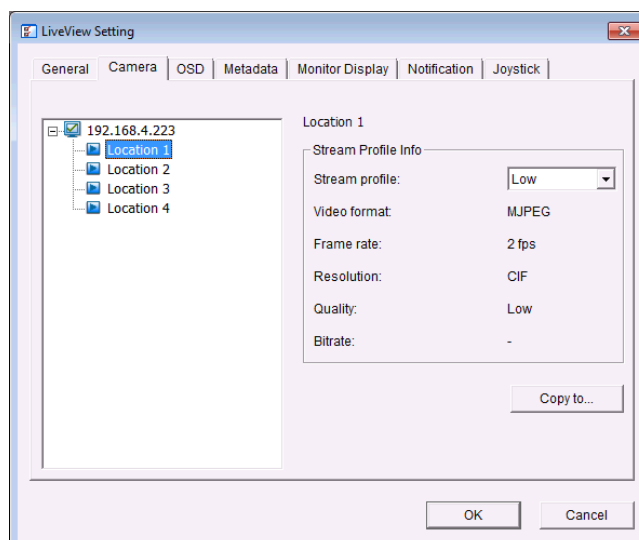 LiveView Setting
General Camera OSD Metadata Monitor Display Notification Joystick
192.168.4.223
Location 1
Location 2
Location 3
Location 4
Location 1
Stream Profile Info
Stream profile: Low
Video format: MJPEG
Frame rate: 2 fps
Resolution: CIF
Quality: Low
Bitrate: -
Copy to...
OK Cancel